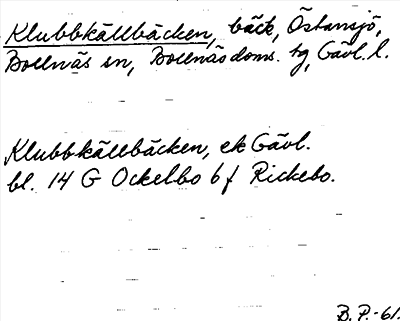 Klubbkällbäcken, bäck, Östansjö,
Bollnäs sn, Bollnäs doms. tg, Gävl. l.
Klubbkällbäcken, ek Gävl.
bl. 14 G Ockelbo 6 f Rickebo.
B. P. -61.